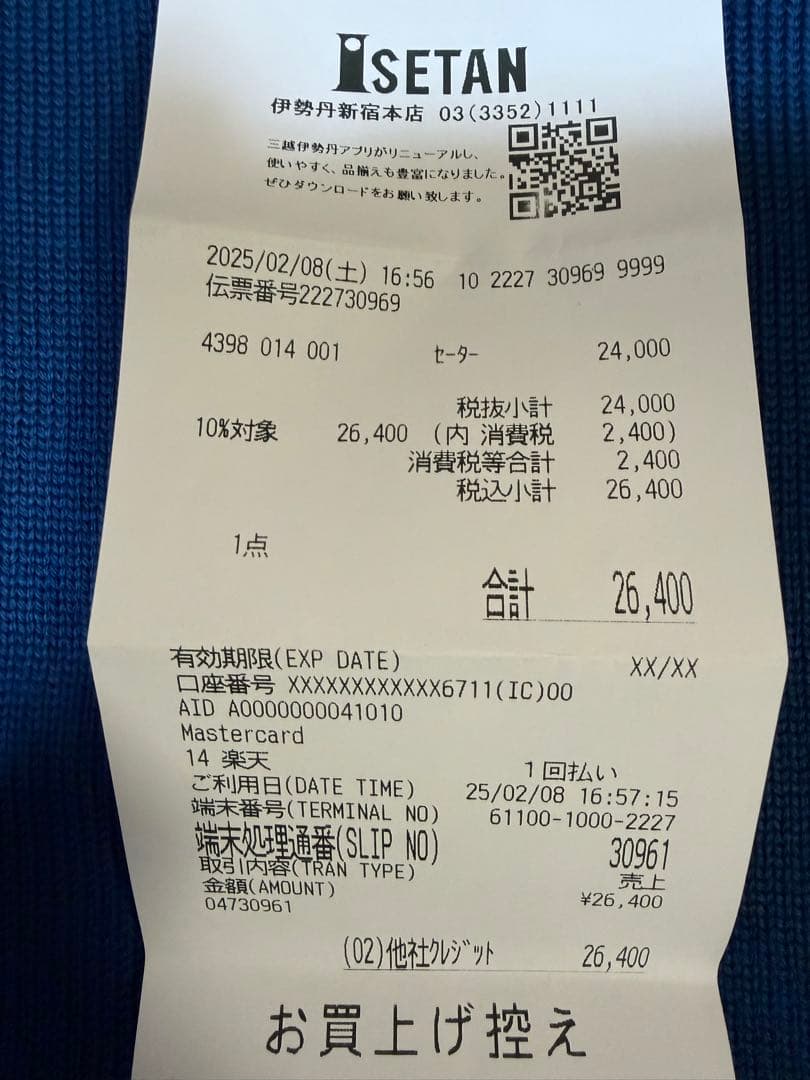 ISETAN
伊勢丹新宿本店 03(3352)1111
三越伊勢丹アプリがリニューアルし、
使いやすく、品揃えも豊富になりました。
ぜひダウンロードをお願い致します。
2025/02/08(土) 16:56 10 2227 30969 9999
伝票番号222730969
4398 014 001 セーター 24,000
税抜小計 24,000
10%対象 26,400 (内 消費税 2,400)
消費税等合計 2,400
税込小計 26,400
1点
合計 26,400
有効期限(EXP DATE) XX/XX
口座番号 XXXXXXXXXXXX6711(IC)00
AID A0000000041010
Mastercard
14 楽天 1回払い
ご利用日(DATE TIME) 25/02/08 16:57:15
端末番号(TERMINAL NO) 61100-1000-2227
端末処理通番(SLIP NO) 30961
取引内容(TRAN TYPE) 売上
金額(AMOUNT) ¥26,400
04730961
(02)他社クレジット 26,400
お買上げ控え